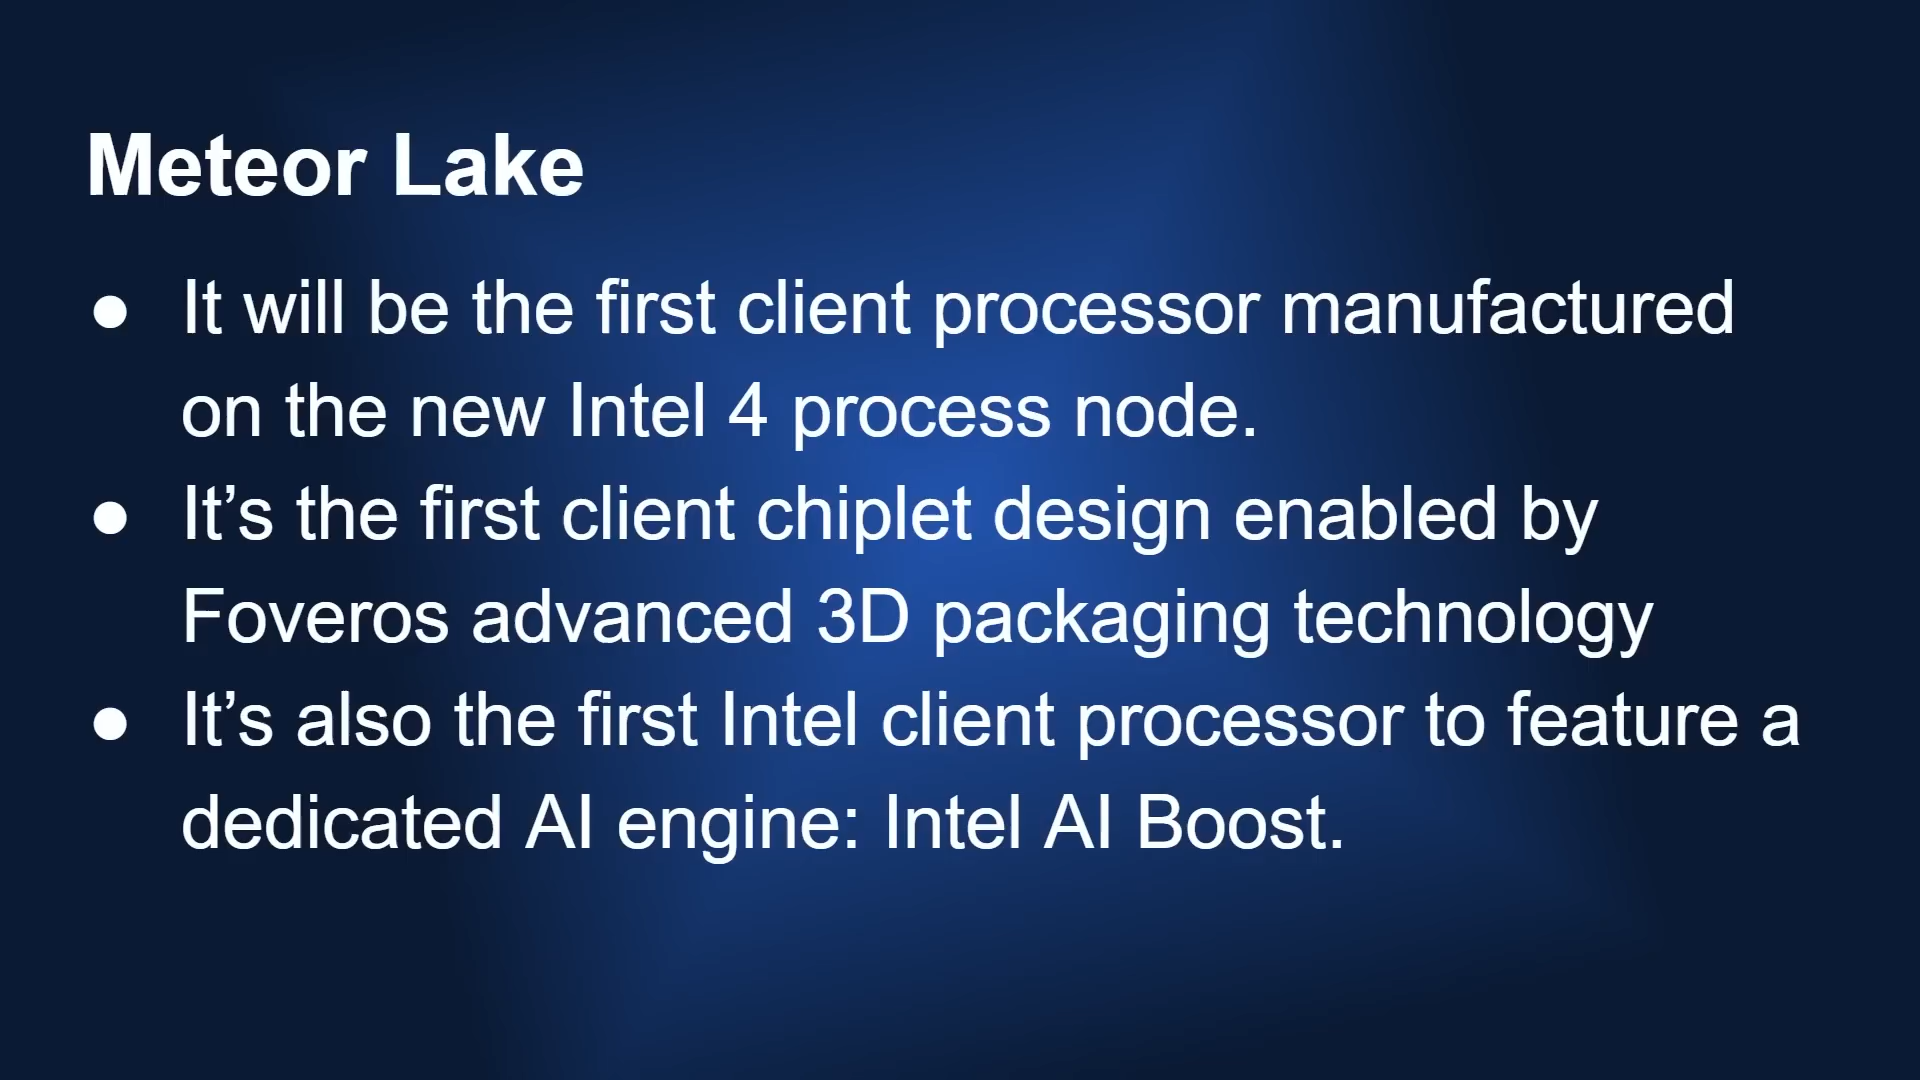 Meteor Lake
● It will be the first client processor manufactured
on the new Intel 4 process node.
● It’s the first client chiplet design enabled by
Foveros advanced 3D packaging technology
● It’s also the first Intel client processor to feature a
dedicated AI engine: Intel AI Boost.